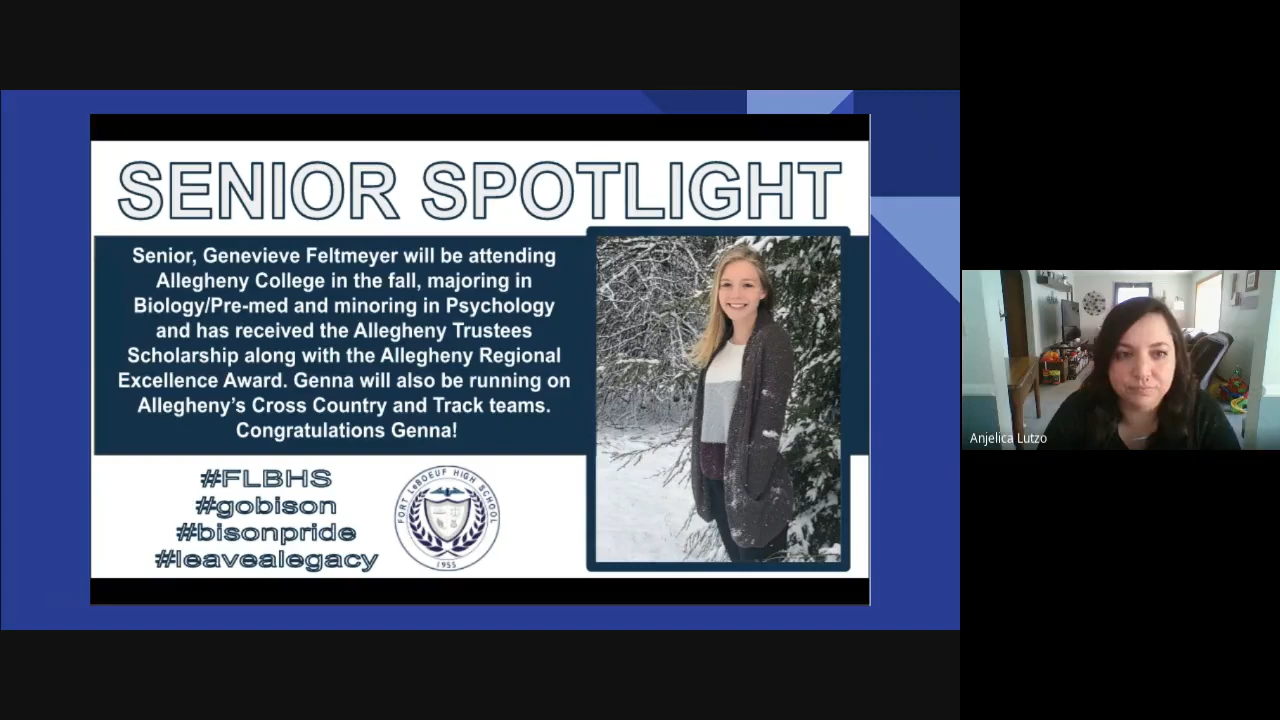 SENIOR SPOTLIGHT
Senior, Genevieve Feltmeyer will be attending
Allegheny College in the fall, majoring in
Biology/Pre-med and minoring in Psychology
and has received the Allegheny Trustees
Scholarship along with the Allegheny Regional
Excellence Award. Genna will also be running on
Allegheny’s Cross Country and Track teams.
Congratulations Genna!
#FLBHS
#gobison
#bisonpride
#leavealegacy
FORT LEBOEUF HIGH SCHOOL
1955
Anjelica Lutzo